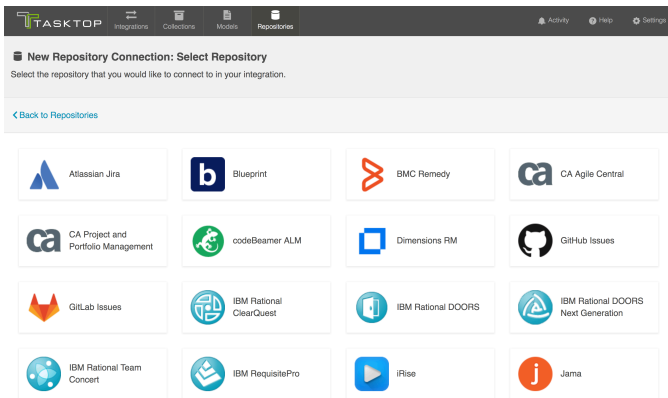 TASKTOP
Integrations
Collections
Models
Repositories
Activity
Help
Settings
New Repository Connection: Select Repository
Select the repository that you would like to connect to in your integration.
Back to Repositories
Atlassian Jira
b
Blueprint
BMC Remedy
ca
CA Agile Central
ca
CA Project and
Portfolio Management
codeBeamer ALM
Dimensions RM
GitHub Issues
GitLab Issues
IBM Rational
ClearQuest
IBM Rational DOORS
IBM Rational DOORS
Next Generation
IBM Rational Team
Concert
IBM RequisitePro
iRise
j
Jama